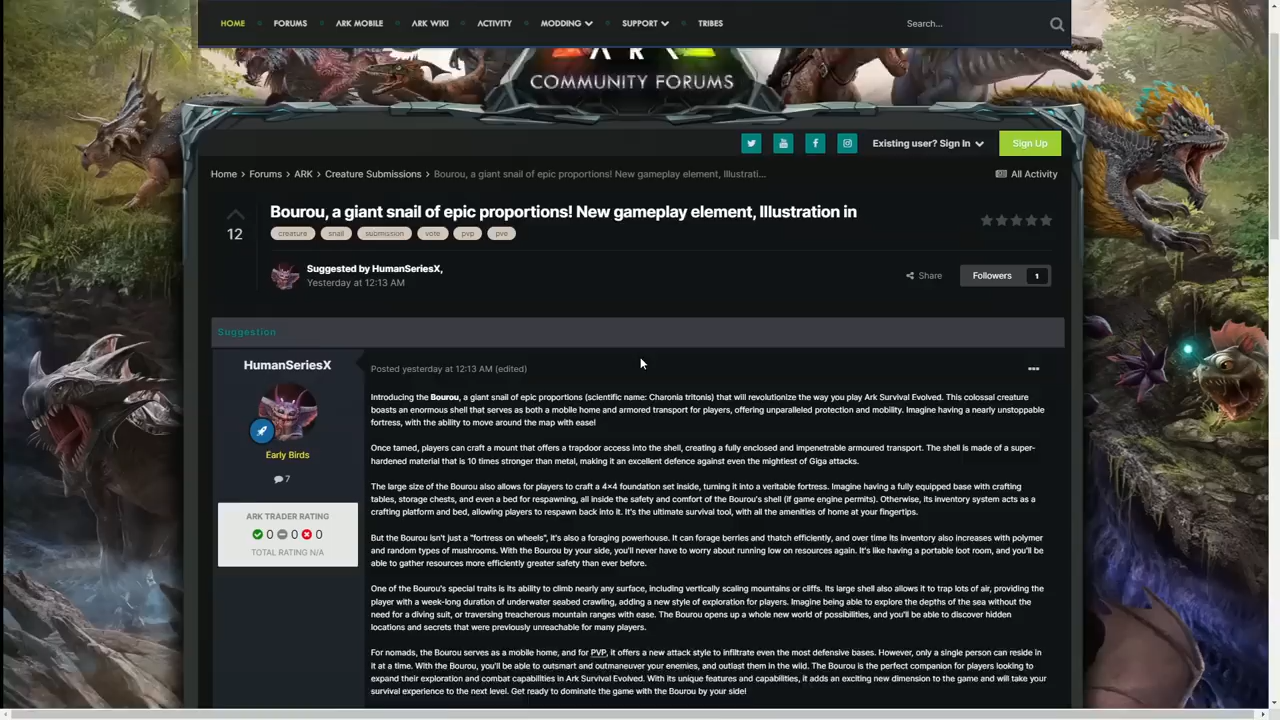 HOME FORUMS ARK MOBILE ARK WIKI ACTIVITY MODDING SUPPORT TRIBES Search...
ARK
COMMUNITY FORUMS
Existing user? Sign In Sign Up
Home > Forums > ARK > Creature Submissions > Bourou, a giant snail of epic proportions! New gameplay element, Illustrati... All Activity
Bourou, a giant snail of epic proportions! New gameplay element, Illustration in
12
creature snail submission vote pvp pve
Suggested by HumanSeriesX,
Yesterday at 12:13 AM
Share Followers 1
Suggestion
HumanSeriesX
Early Birds
7
ARK TRADER RATING
0 0 0
TOTAL RATING N/A
Posted yesterday at 12:13 AM (edited)
Introducing the Bourou, a giant snail of epic proportions (scientific name: Charonia tritonis) that will revolutionize the way you play Ark Survival Evolved. This colossal creature
boasts an enormous shell that serves as both a mobile home and armored transport for players, offering unparalleled protection and mobility. Imagine having a nearly unstoppable
fortress, with the ability to move around the map with ease!
Once tamed, players can craft a mount that offers a trapdoor access into the shell, creating a fully enclosed and impenetrable armoured transport. The shell is made of a super-
hardened material that is 10 times stronger than metal, making it an excellent defence against even the mightiest of Giga attacks.
The large size of the Bourou also allows for players to craft a 4×4 foundation set inside, turning it into a veritable fortress. Imagine having a fully equipped base with crafting
tables, storage chests, and even a bed for respawning, all inside the safety and comfort of the Bourou's shell (if game engine permits). Otherwise, its inventory system acts as a
crafting platform and bed, allowing players to respawn back into it. It's the ultimate survival tool, with all the amenities of home at your fingertips.
But the Bourou isn't just a "fortress on wheels", it's also a foraging powerhouse. It can forage berries and thatch efficiently, and over time its inventory also increases with polymer
and random types of mushrooms. With the Bourou by your side, you'll never have to worry about running low on resources again. It's like having a portable loot room, and you'll be
able to gather resources more efficiently greater safety than ever before.
One of the Bourou's special traits is its ability to climb nearly any surface, including vertically scaling mountains or cliffs. Its large shell also allows it to trap lots of air, providing the
player with a week-long duration of underwater seabed crawling, adding a new style of exploration for players. Imagine being able to explore the depths of the sea without the
need for a diving suit, or traversing treacherous mountain ranges with ease. The Bourou opens up a whole new world of possibilities, and you'll be able to discover hidden
locations and secrets that were previously unreachable for many players.
For nomads, the Bourou serves as a mobile home, and for PVP, it offers a new attack style to infiltrate even the most defensive bases. However, only a single person can reside in
it at a time. With the Bourou, you'll be able to outsmart and outmaneuver your enemies, and outlast them in the wild. The Bourou is the perfect companion for players looking to
expand their exploration and combat capabilities in Ark Survival Evolved. With its unique features and capabilities, it adds an exciting new dimension to the game and will take your
survival experience to the next level. Get ready to dominate the game with the Bourou by your side!